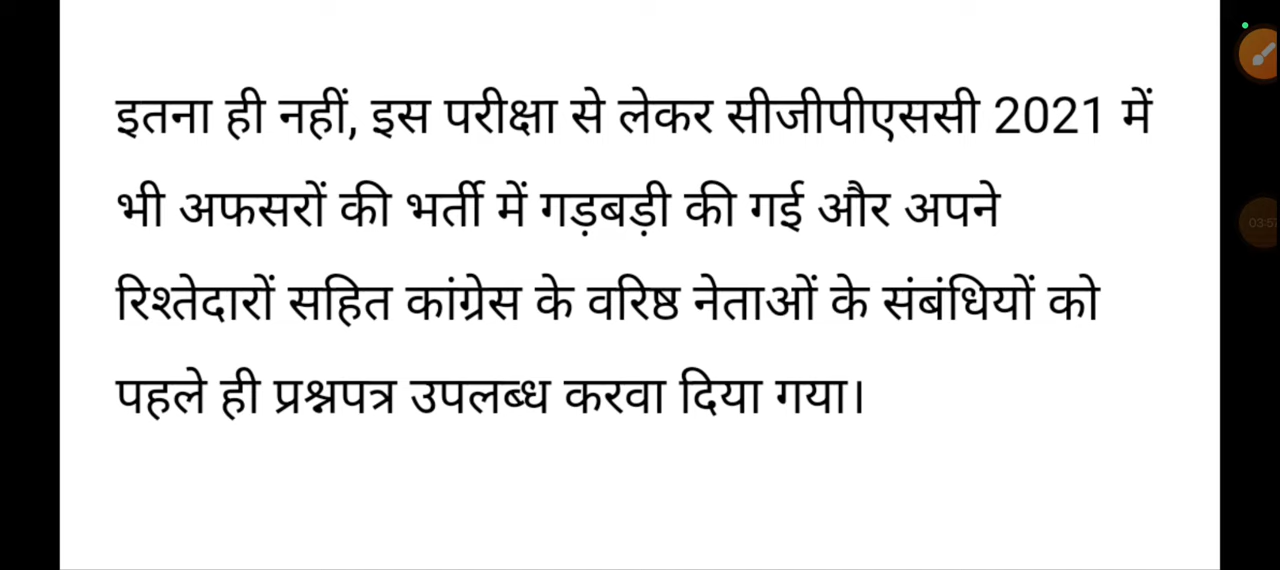 इतना ही नहीं, इस परीक्षा से लेकर सीजीपीएससी 2021 में
भी अफसरों की भर्ती में गड़बड़ी की गई और अपने
रिश्तेदारों सहित कांग्रेस के वरिष्ठ नेताओं के संबंधियों को
पहले ही प्रश्नपत्र उपलब्ध करवा दिया गया।